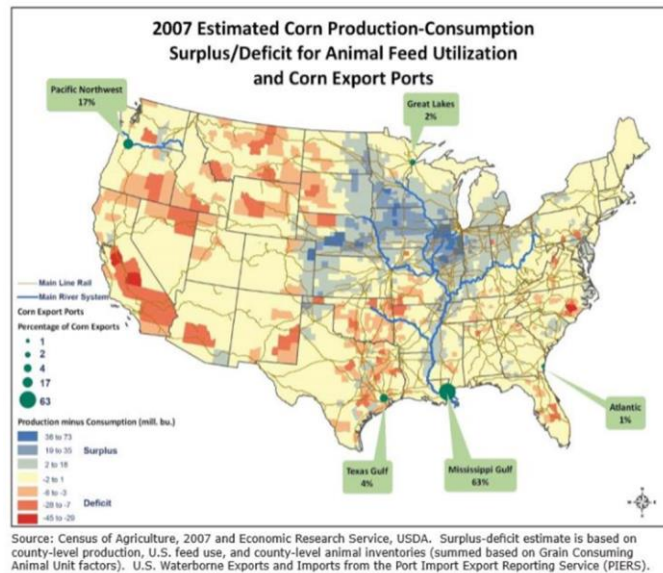 2007 Estimated Corn Production-Consumption
Surplus/Deficit for Animal Feed Utilization
and Corn Export Ports
Pacific Northwest
17%
Great Lakes
2%
Main Line Rail
Main River System
Corn Export Ports
Percentage of Corn Exports
1
2
4
17
63
Production minus Consumption (mill. bu.)
38 to 73
19 to 35
Surplus
2 to 18
-2 to 1
-6 to -3
-28 to -7
Deficit
-45 to -29
Texas Gulf
4%
Mississippi Gulf
63%
Atlantic
1%
Source: Census of Agriculture, 2007 and Economic Research Service, USDA. Surplus-deficit estimate is based on
county-level production, U.S. feed use, and county-level animal inventories (summed based on Grain Consuming
Animal Unit factors). U.S. Waterborne Exports and Imports from the Port Import Export Reporting Service (PIERS).